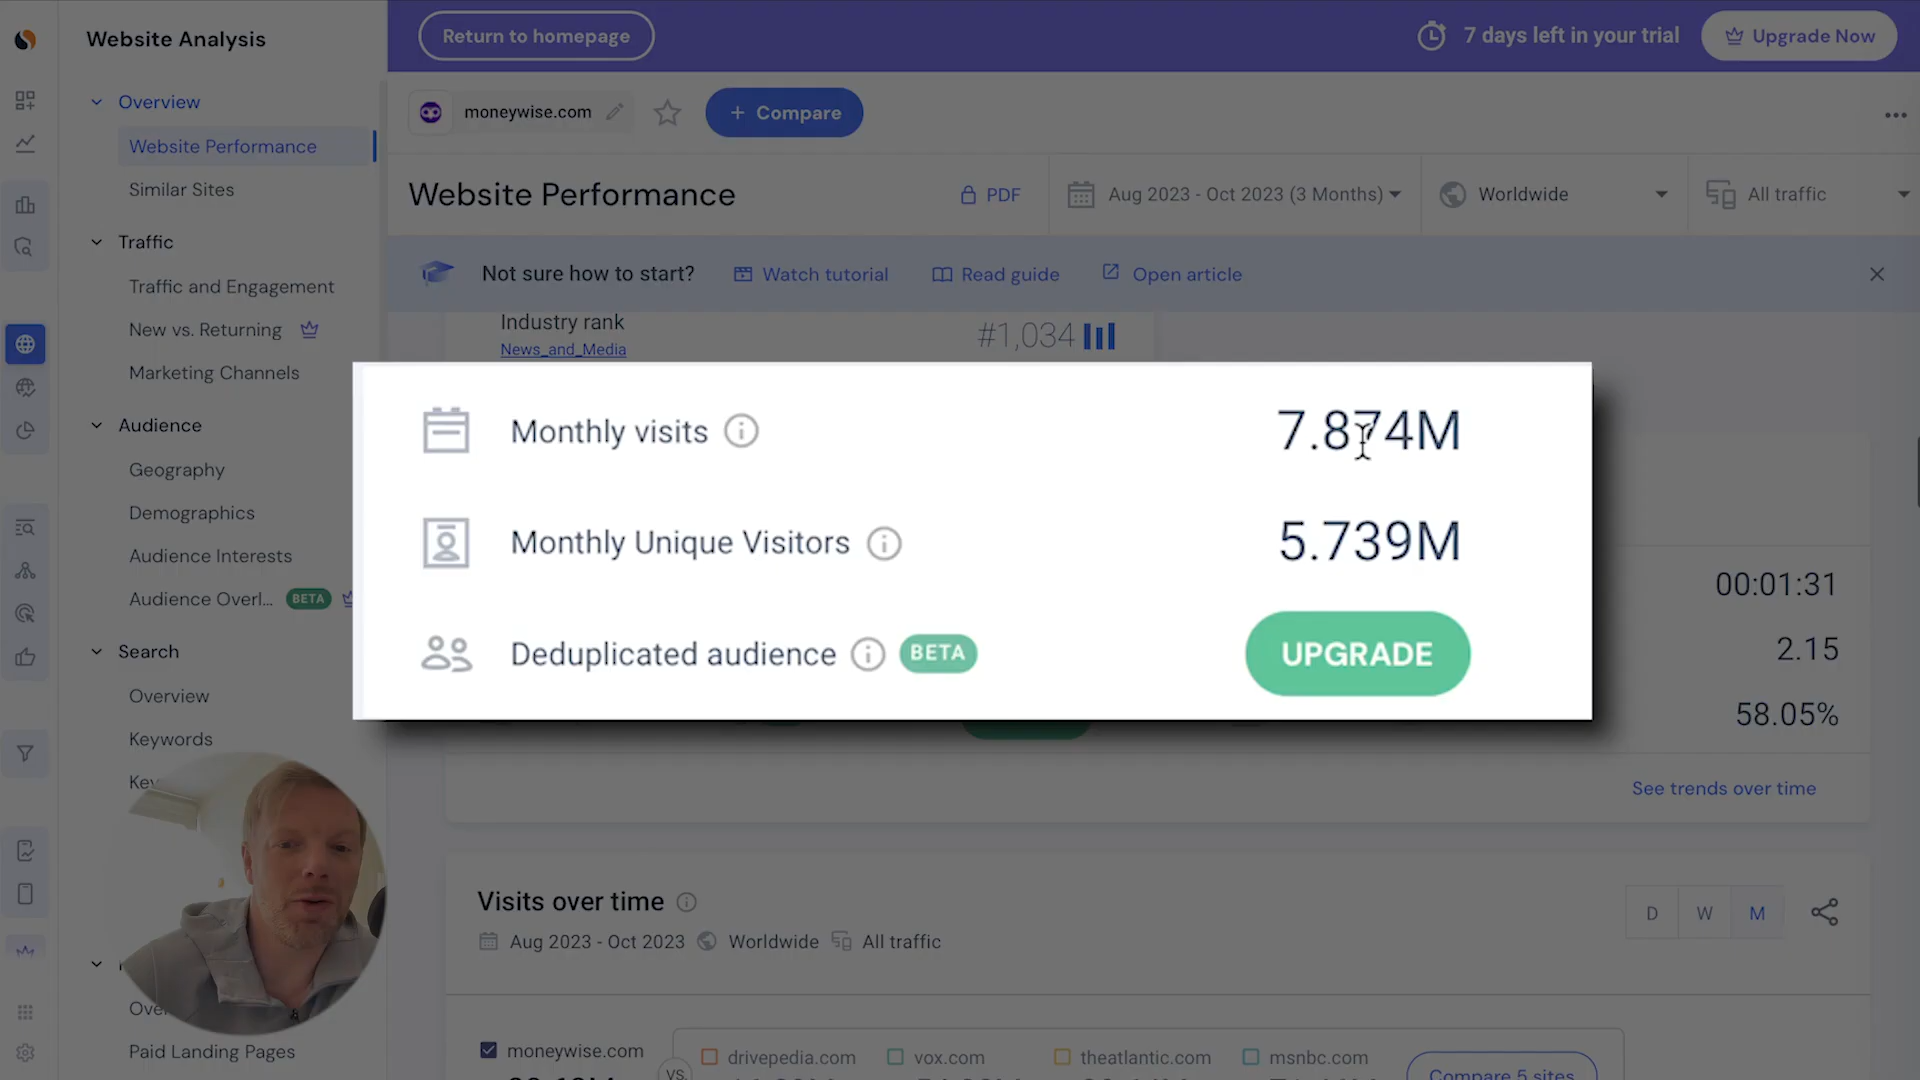 Website Analysis
Return to homepage
7 days left in your trial
Upgrade Now
Overview
moneywise.com
+ Compare
Website Performance
Similar Sites
Website Performance
PDF
Aug 2023 - Oct 2023 (3 Months)
Worldwide
All traffic
Traffic
Traffic and Engagement
New vs. Returning
Marketing Channels
Not sure how to start?
Watch tutorial
Read guide
Open article
Industry rank
News_and_Media
#1,034
Monthly visits
7.874M
Monthly Unique Visitors
5.739M
Deduplicated audience
BETA
UPGRADE
Audience
Geography
Demographics
Audience Interests
Audience Overl...
BETA
00:01:31
2.15
58.05%
Search
Overview
Keywords
See trends over time
Visits over time
D
W
M
Aug 2023 - Oct 2023
Worldwide
All traffic
Paid Landing Pages
moneywise.com
VS
drivepedia.com
vox.com
theatlantic.com
msnbc.com
Compare 5 sites